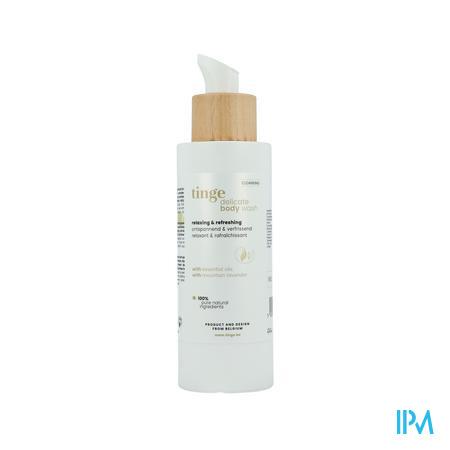 CLEANSING
tinge
delicate
body wash
relaxing & refreshing
ontspannend & verfrissend
relaxant & rafraîchissant
with essential oils
with mountain lavender
100%
pure natural
ingredients
PRODUCT AND DESIGN
FROM BELGIUM
www.tinge.be
IPM